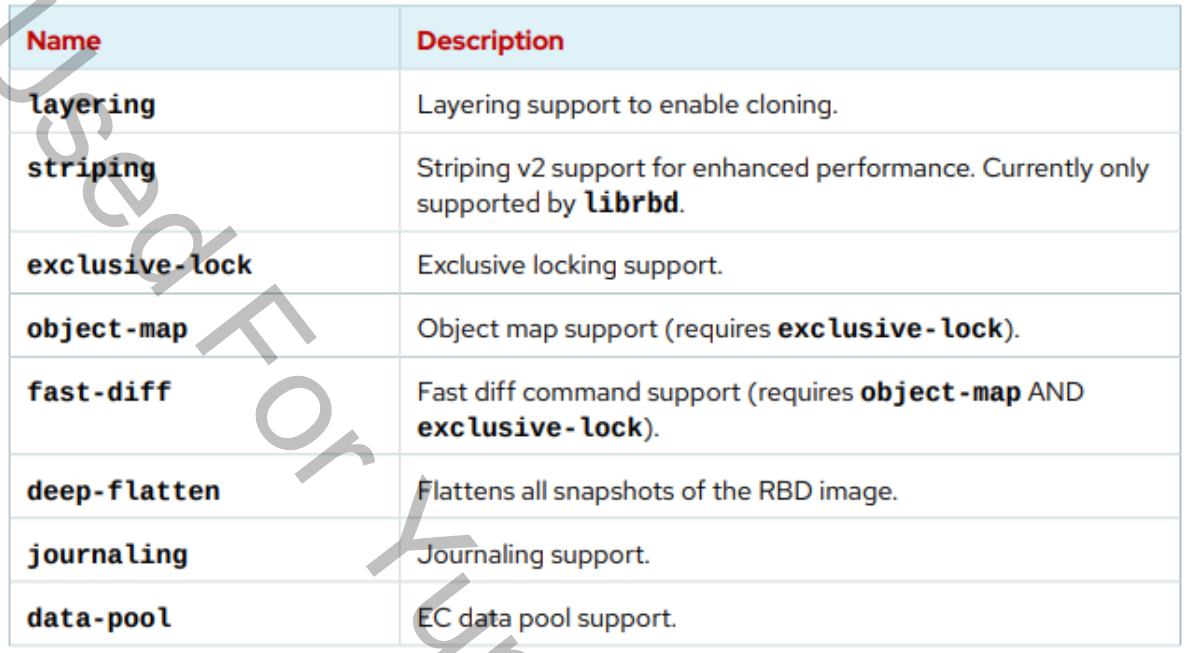 Name Description
layering Layering support to enable cloning.
striping Striping v2 support for enhanced performance. Currently only
supported by librbd.
exclusive-lock Exclusive locking support.
object-map Object map support (requires exclusive-lock).
fast-diff Fast diff command support (requires object-map AND
exclusive-lock).
deep-flatten Flattens all snapshots of the RBD image.
journaling Journaling support.
data-pool EC data pool support.
Used For